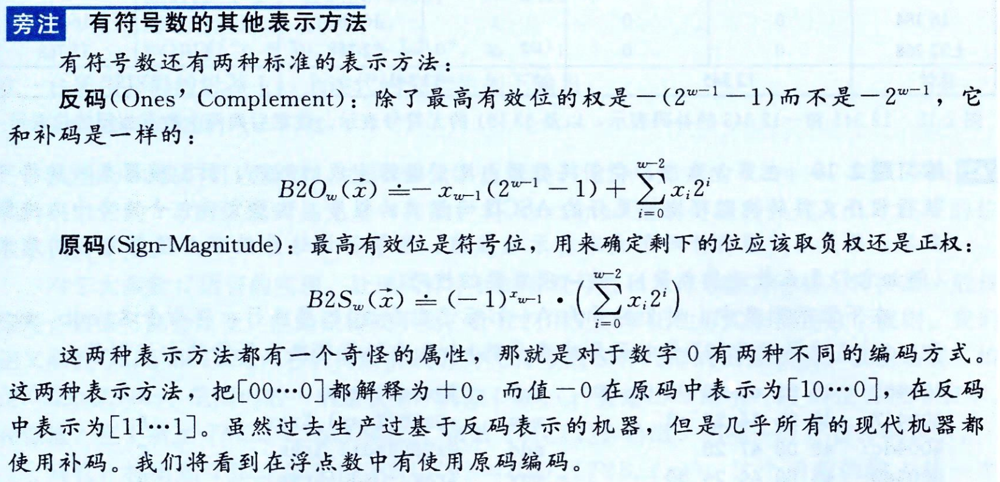 旁注 有符号数的其他表示方法
有符号数还有两种标准的表示方法：
反码(Ones' Complement)：除了最高有效位的权是－(2^{w-1}－1)而不是－2^{w-1}，它
和补码是一样的：
B2O_w(\vec{x}) ≐ − x_{w-1}(2^{w-1} − 1) + \sum_{i=0}^{w-2} x_i 2^i
原码(Sign-Magnitude)：最高有效位是符号位，用来确定剩下的位应该取负权还是正权：
B2S_w(\vec{x}) ≐ (−1)^{x_{w-1}} · (\sum_{i=0}^{w-2} x_i 2^i)
这两种表示方法都有一个奇怪的属性，那就是对于数字0有两种不同的编码方式。
这两种表示方法，把[00…0]都解释为＋0。而值－0在原码中表示为[10…0]，在反码
中表示为[11…1]。虽然过去生产过基于反码表示的机器，但是几乎所有的现代机器都
使用补码。我们将看到在浮点数中有使用原码编码。